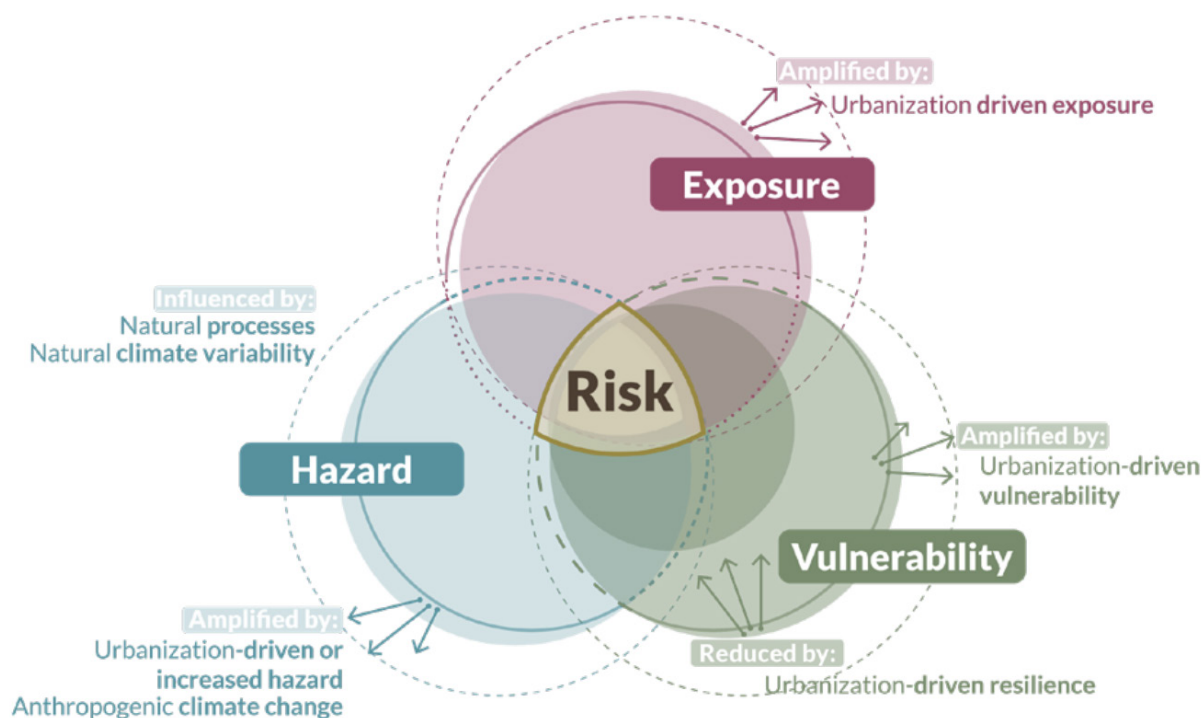 Amplified by:
Urbanization driven exposure
Exposure
Influenced by:
Natural processes
Natural climate variability
Risk
Hazard
Amplified by:
Urbanization-driven
vulnerability
Vulnerability
Amplified by:
Urbanization-driven or
increased hazard
Anthropogenic climate change
Reduced by:
Urbanization-driven resilience